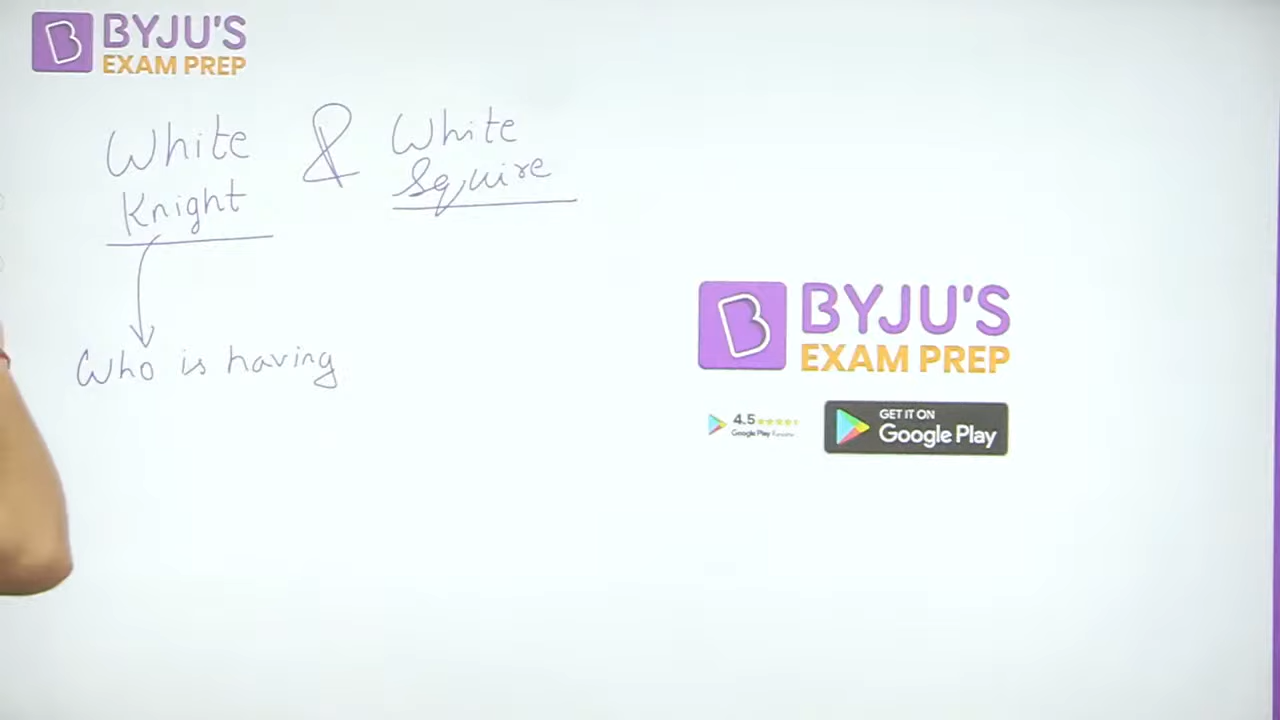 BYJU'S
EXAM PREP
White & White
Knight Squire
Who is having
BYJU'S
EXAM PREP
4.5
Google Play
GET IT ON
Google Play